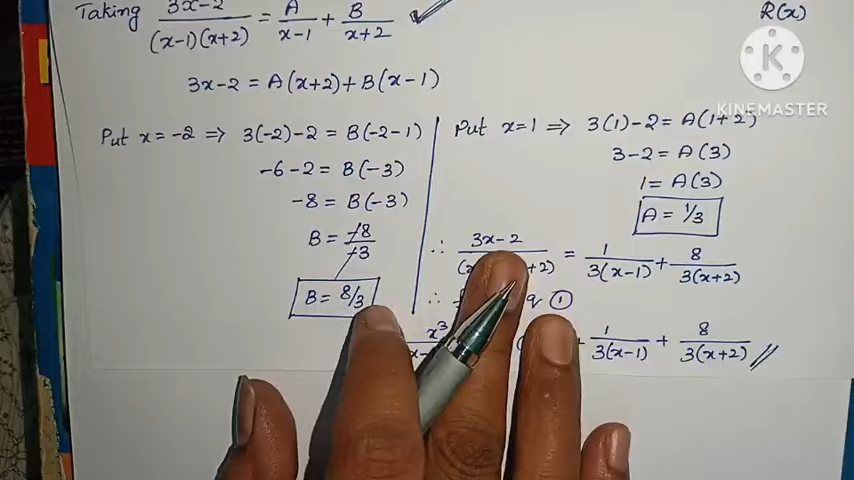 Taking (3x-2)/((x-1)(x+2)) = A/(x-1) + B/(x+2) ✓
R(x)
3x-2 = A(x+2)+B(x-1)
Put x=-2 ⇒ 3(-2)-2 = B(-2-1)
-6-2 = B(-3)
-8 = B(-3)
B = -8/-3
B = 8/3
Put x=1 ⇒ 3(1)-2 = A(1+2)
3-2 = A(3)
1 = A(3)
A = 1/3
∴ 3x-2/( +2) = 1/(3(x-1)) + 8/(3(x+2))
∴ q ①
x³ + 1/(3(x-1)) + 8/(3(x+2)) //
KINEMASTER